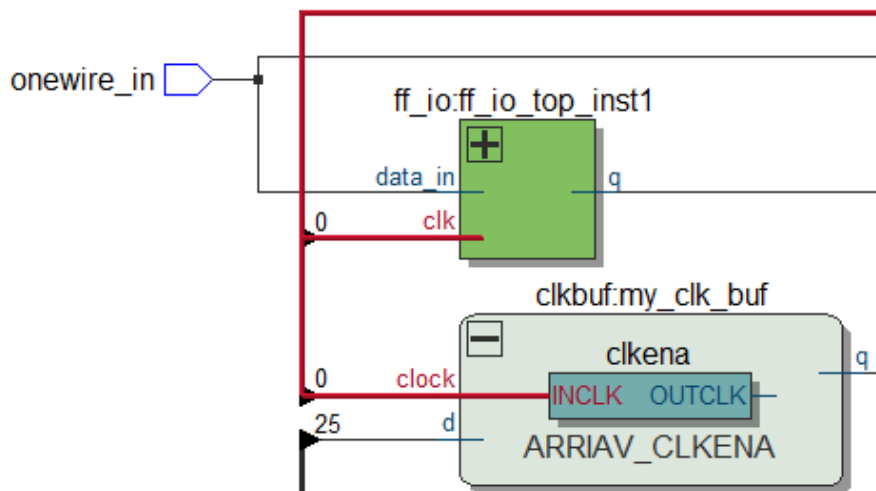 onewire_in
ff_io:ff_io_top_inst1
data_in
q
0
clk
clkbuf:my_clk_buf
clkena
q
0
clock
INCLK
OUTCLK
25
d
ARRIAV_CLKENA